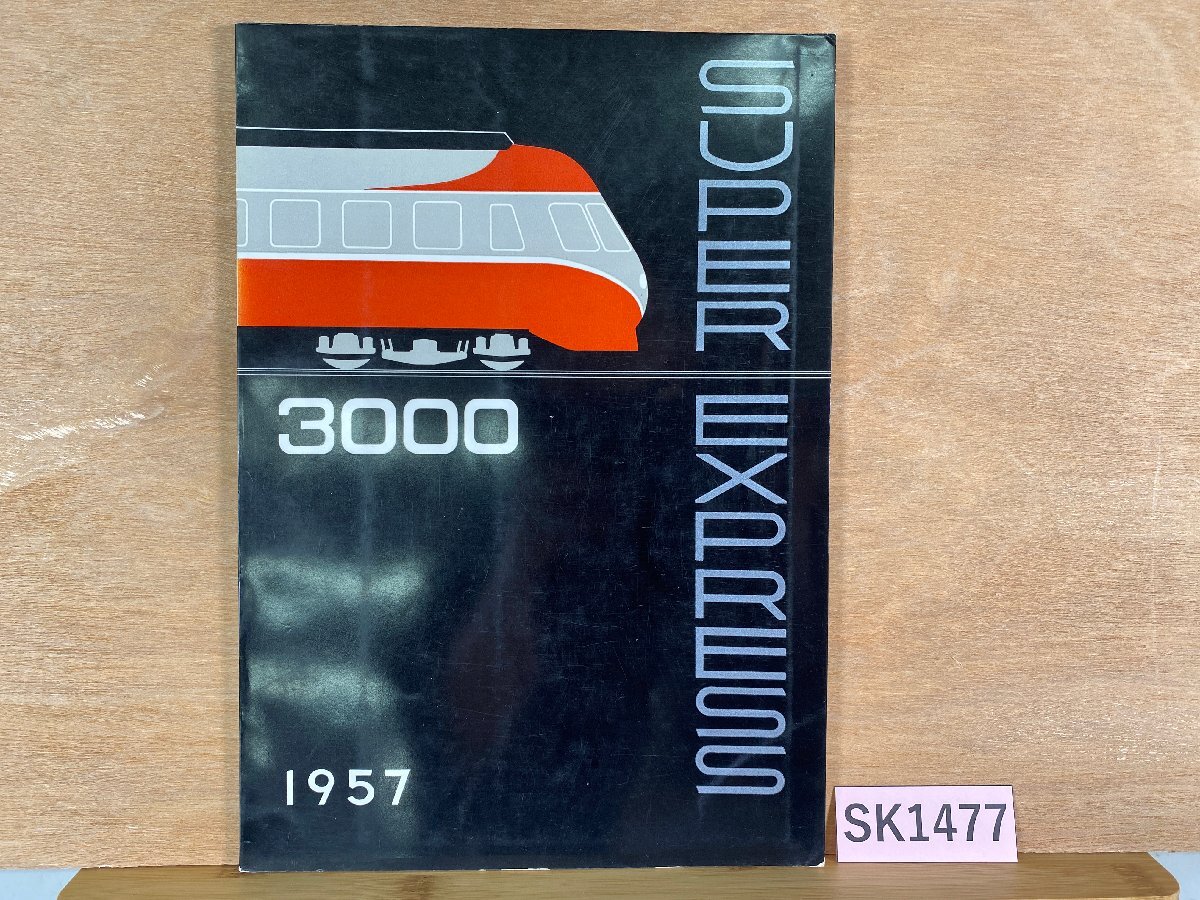 SUPER EXPRESS
3000
1957
SK1477